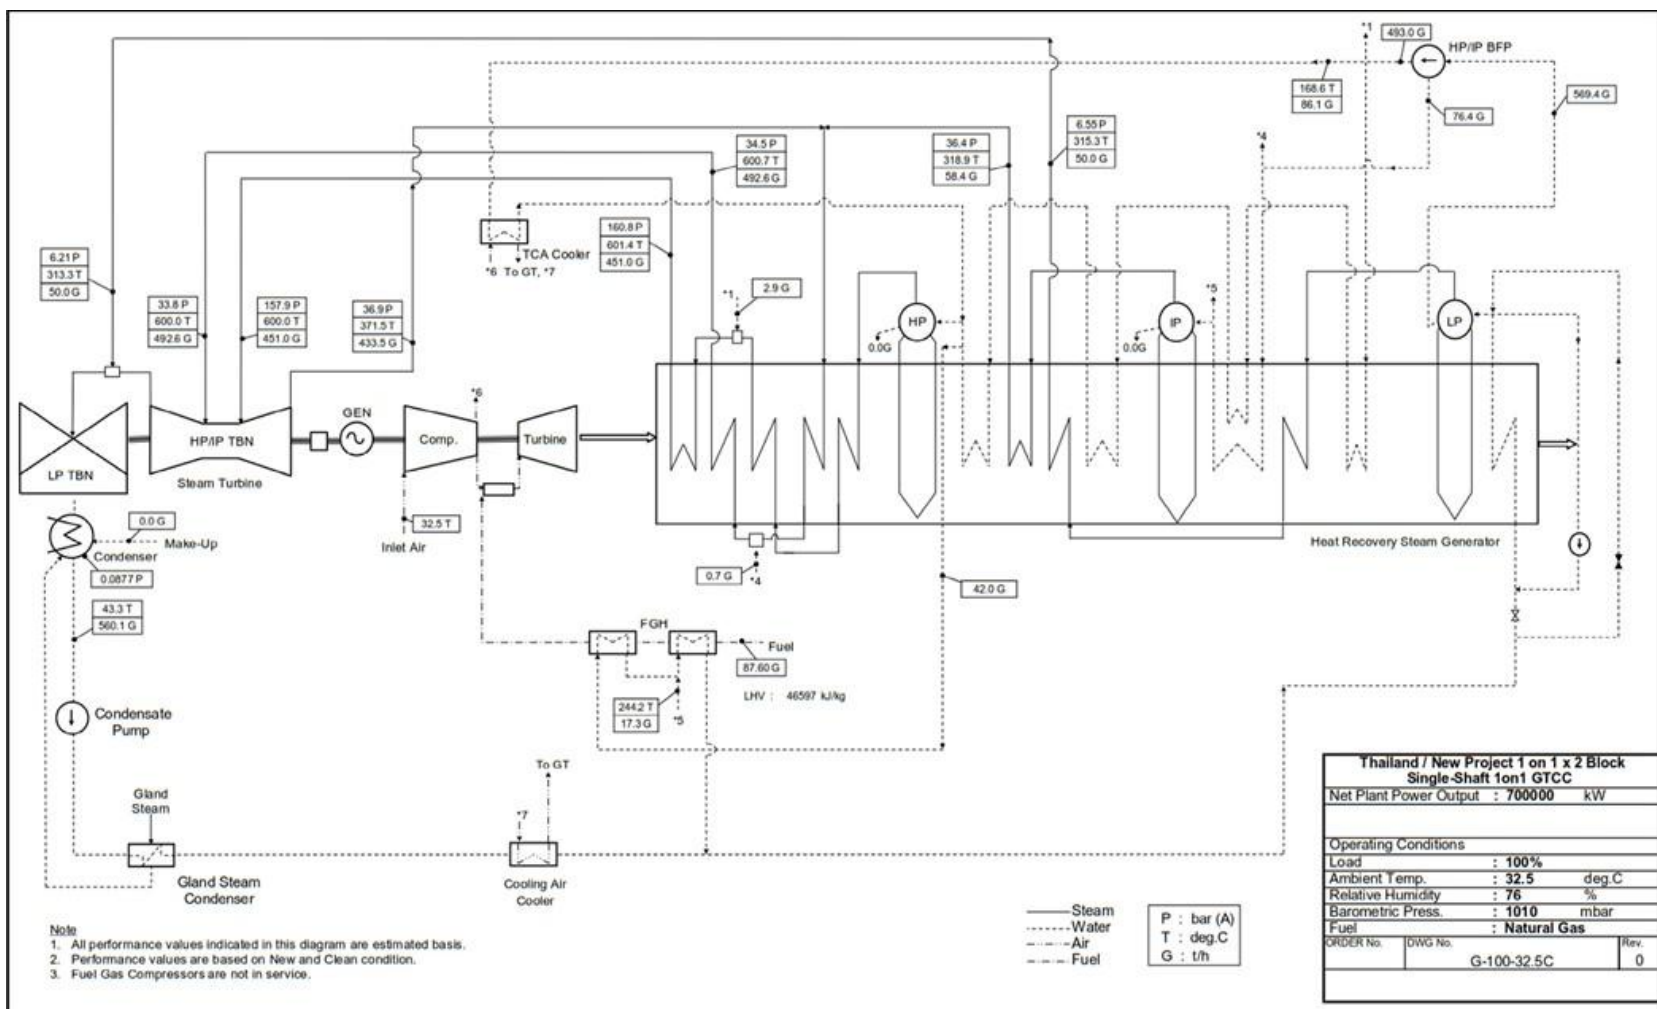 *1
493.0 G
HP/IP BFP
168.6 T
86.1 G
569.4 G
76.4 G
*4
34.5 P
600.7 T
492.6 G
36.4 P
318.9 T
58.4 G
6.55 P
315.3 T
50.0 G
TCA Cooler
*6 To GT, *7
160.8 P
601.4 T
451.0 G
6.21 P
313.3 T
50.0 G
33.8 P
600.0 T
492.6 G
157.9 P
600.0 T
451.0 G
36.9 P
371.5 T
433.5 G
*1
2.9 G
HP
0.0G
IP
0.0G
*5
LP
LP TBN
HP/IP TBN
Steam Turbine
GEN
Comp.
*6
Turbine
32.5 T
Inlet Air
0.0 G
Make-Up
Condenser
0.0877 P
43.3 T
560.1 G
Heat Recovery Steam Generator
0.7 G
*4
42.0 G
FGH
Fuel
87.60 G
LHV : 46597 kJ/kg
244.2 T
17.3 G
*5
Condensate
Pump
Gland
Steam
Gland Steam
Condenser
To GT
*7
Cooling Air
Cooler
Note
1. All performance values indicated in this diagram are estimated basis.
2. Performance values are based on New and Clean condition.
3. Fuel Gas Compressors are not in service.
Steam
Water
Air
Fuel
P : bar (A)
T : deg.C
G : t/h
Thailand / New Project 1 on 1 x 2 Block
Single-Shaft 1on1 GTCC
Net Plant Power Output : 700000 kW
Operating Conditions
Load : 100%
Ambient Temp. : 32.5 deg.C
Relative Humidity : 76 %
Barometric Press. : 1010 mbar
Fuel : Natural Gas
ORDER No. DWG No. Rev.
G-100-32.5C 0